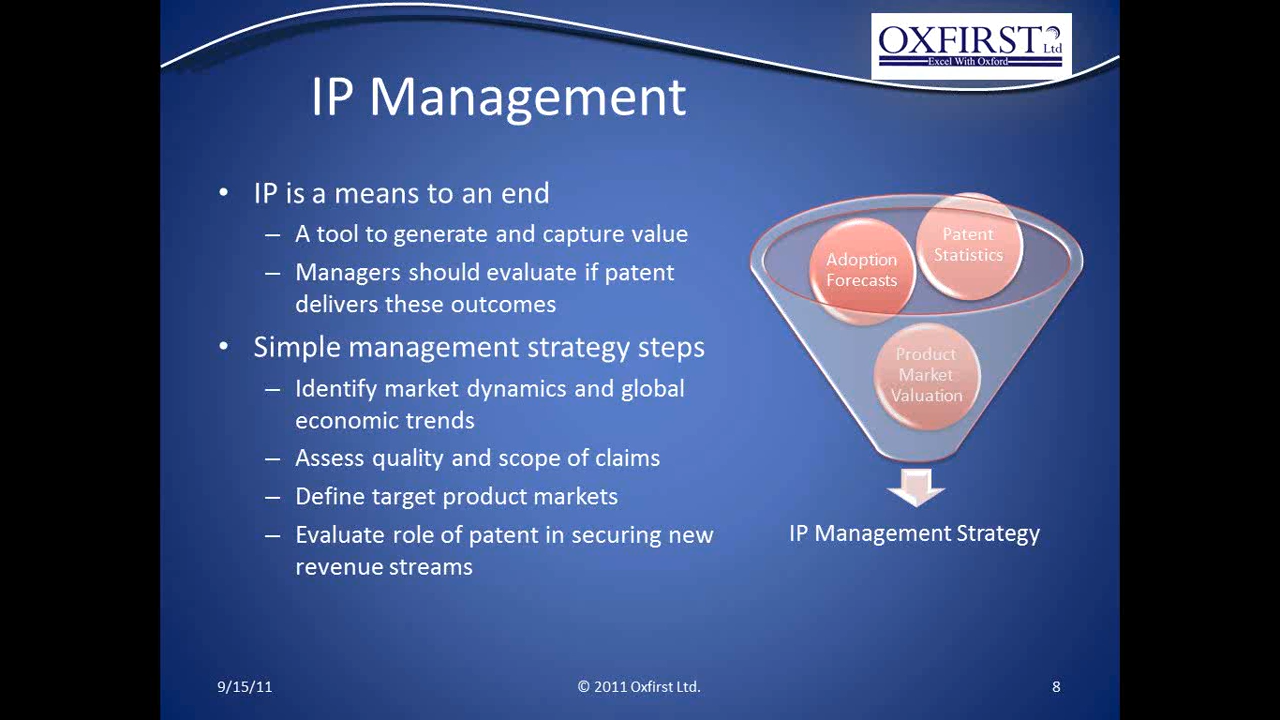 OXFIRST Ltd
Excel With Oxford
IP Management
• IP is a means to an end
– A tool to generate and capture value
– Managers should evaluate if patent
delivers these outcomes
• Simple management strategy steps
– Identify market dynamics and global
economic trends
– Assess quality and scope of claims
– Define target product markets
– Evaluate role of patent in securing new
revenue streams
Patent
Statistics
Adoption
Forecasts
Product
Market
Valuation
IP Management Strategy
9/15/11
© 2011 Oxfirst Ltd.
8